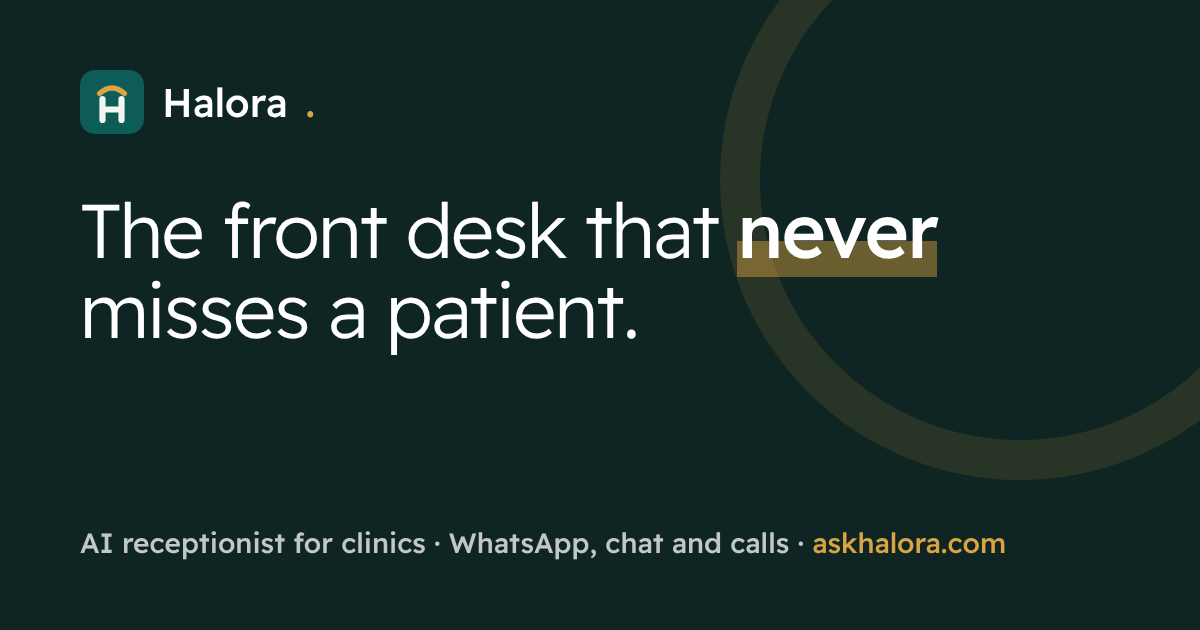 Halora .
The front desk that never
misses a patient.
AI receptionist for clinics · WhatsApp, chat and calls · askhalora.com